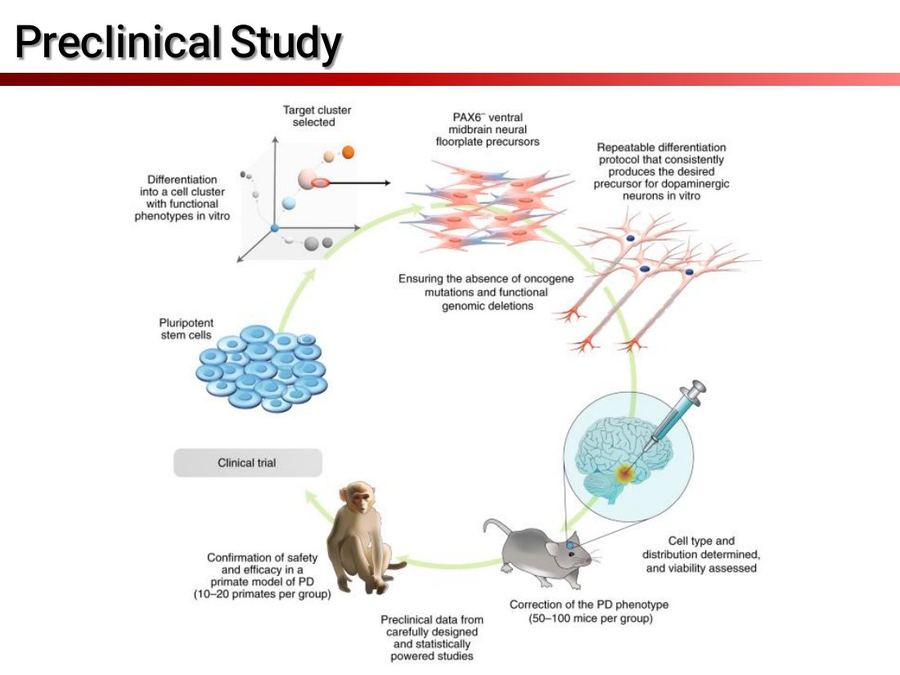 Preclinical Study
Target cluster
selected
Differentiation
into a cell cluster
with functional
phenotypes in vitro
PAX6⁻ ventral
midbrain neural
floorplate precursors
Repeatable differentiation
protocol that consistently
produces the desired
precursor for dopaminergic
neurons in vitro
Ensuring the absence of oncogene
mutations and functional
genomic deletions
Pluripotent
stem cells
Clinical trial
Cell type and
distribution determined,
and viability assessed
Confirmation of safety
and efficacy in a
primate model of PD
(10–20 primates per group)
Correction of the PD phenotype
(50–100 mice per group)
Preclinical data from
carefully designed
and statistically
powered studies